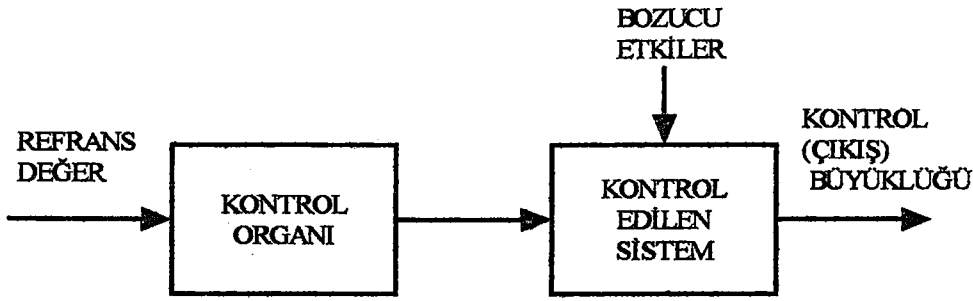 BOZUCU
ETKİLER
REFRANS
DEĞER
KONTROL
ORGANI
KONTROL
EDİLEN
SİSTEM
KONTROL
(ÇIKIŞ)
BÜYÜKLÜĞÜ